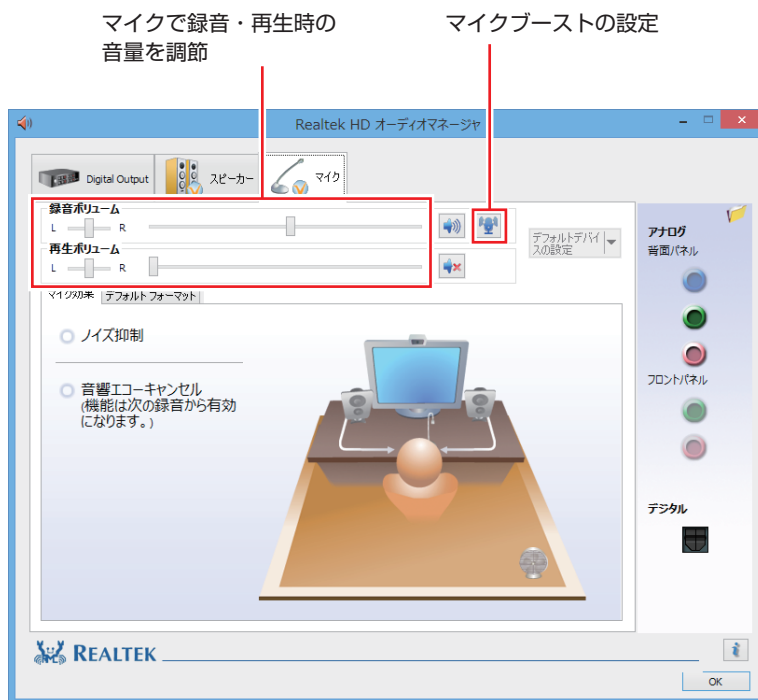 マイクで録音・再生時の
音量を調節
マイクブーストの設定
Realtek HD オーディオマネージャ
Digital Output
スピーカー
マイク
録音ボリューム
L R
再生ボリューム
L R
デフォルトデバイ
スの設定
マイク効果 デフォルト フォーマット
ノイズ抑制
音響エコーキャンセル
(機能は次の録音から有効
になります。)
アナログ
背面パネル
フロントパネル
デジタル
REALTEK
OK